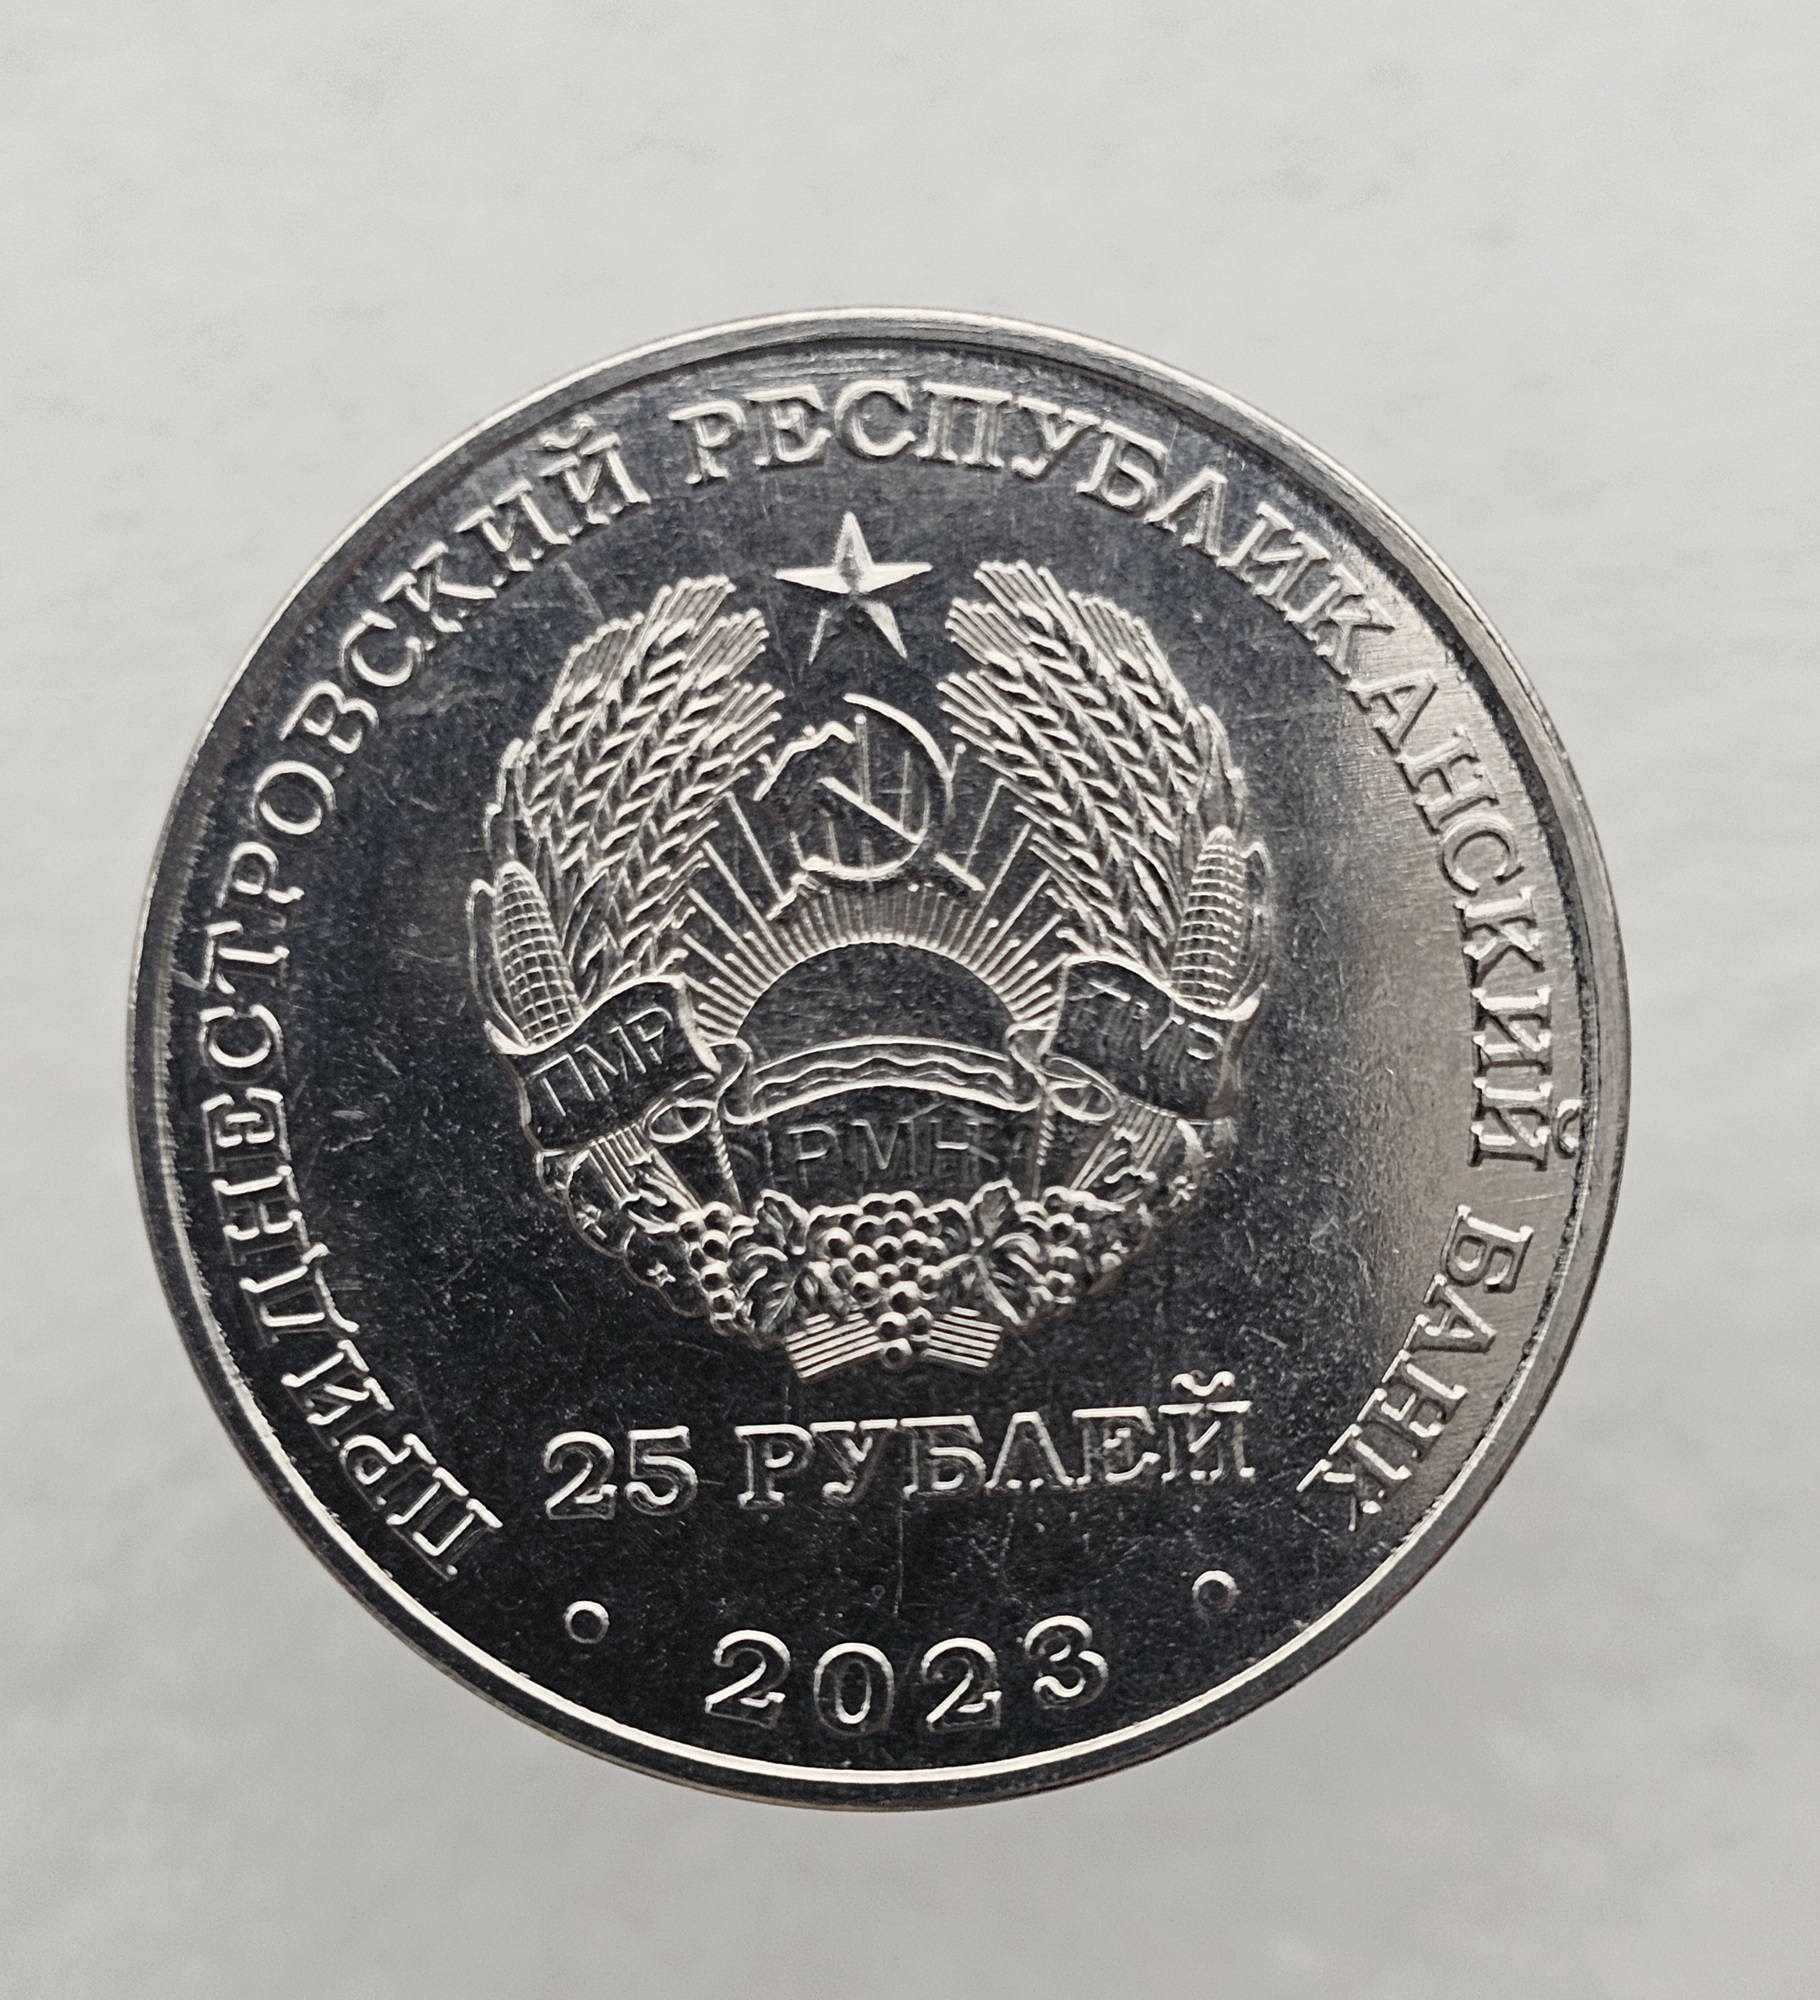 ПРИДНЕСТРОВСКИЙ РЕСПУБЛИКАНСКИЙ БАНК
ПМР
ПМР
РМН
25 РУБЛЕЙ
• 2023 •